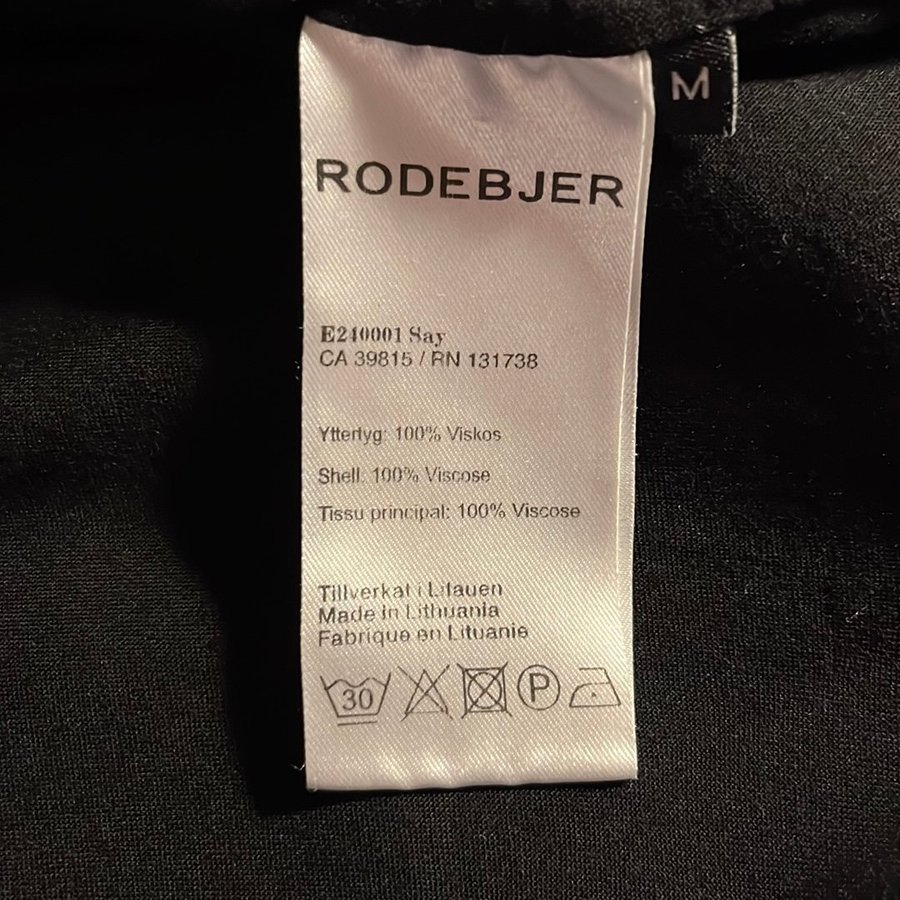 M
RODEBJER
E240001 Say
CA 39815 / RN 131738
Yttertyg: 100% Viskos
Shell: 100% Viscose
Tissu principal: 100% Viscose
Tillverkat i Litauen
Made in Lithuania
Fabrique en Lituanie
30 P